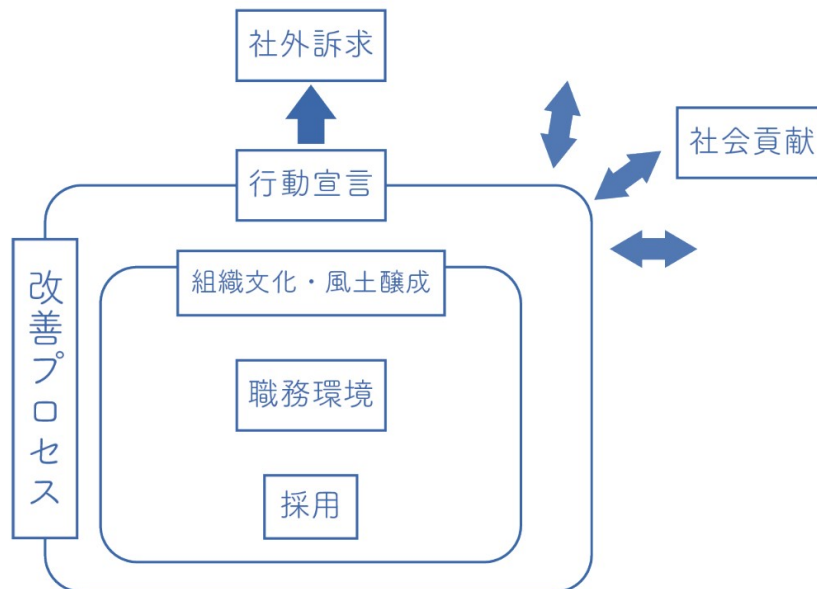 社外訴求
社会貢献
行動宣言
改善プロセス
組織文化・風土醸成
職務環境
採用